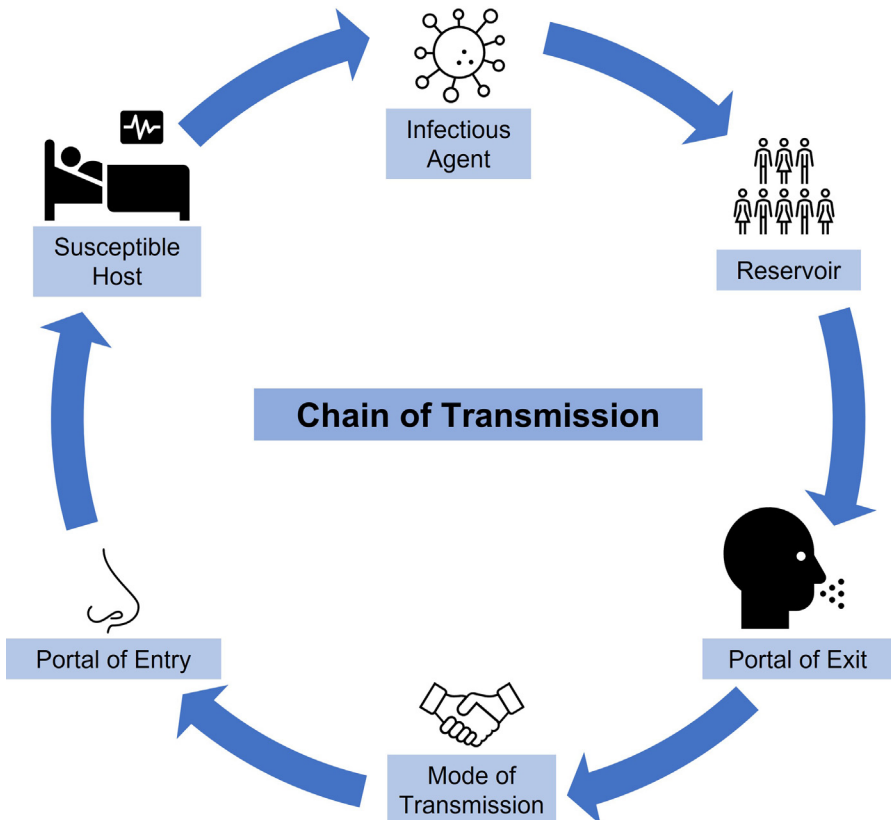 Infectious
Agent
Reservoir
Portal of Exit
Mode of
Transmission
Portal of Entry
Susceptible
Host
Chain of Transmission